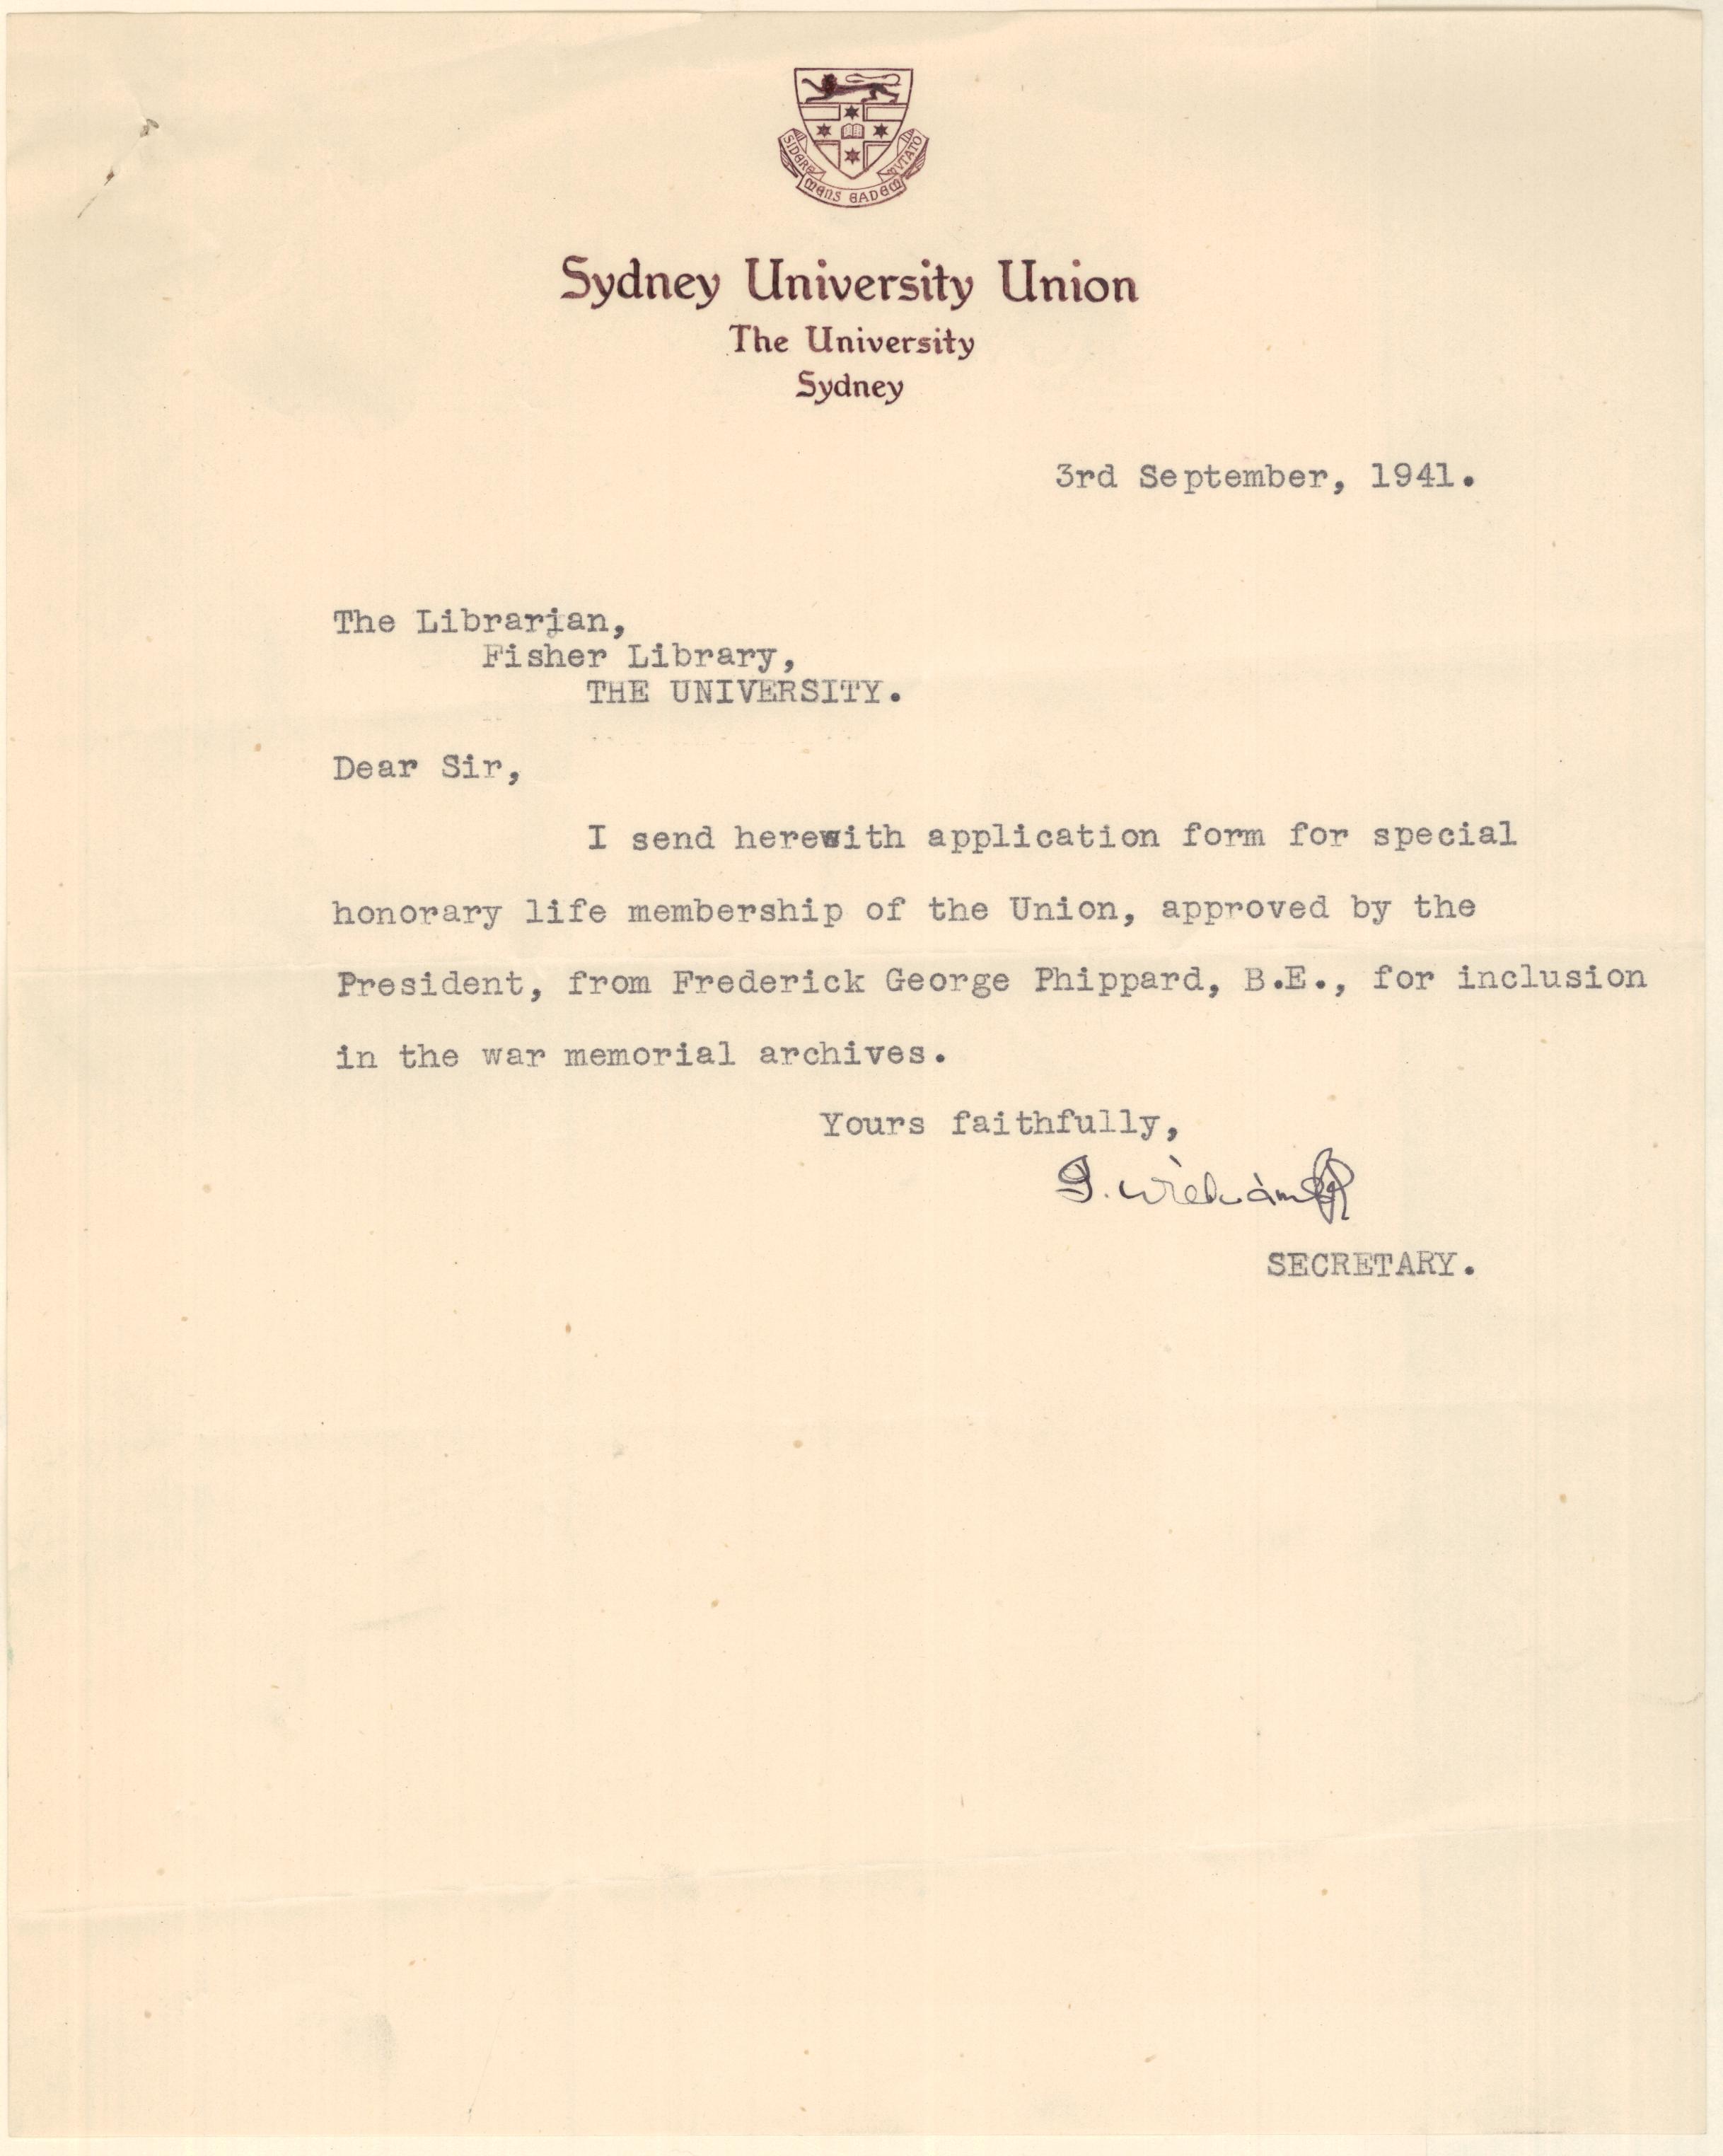 SIDERE MENS EADEM MVTATO
Sydney University Union
The University
Sydney
3rd September, 1941.
The Librarian,
Fisher Library,
THE UNIVERSITY.
Dear Sir,
I send herewith application form for special
honorary life membership of the Union, approved by the
President, from Frederick George Phippard, B.E., for inclusion
in the war memorial archives.
Yours faithfully,
SECRETARY.